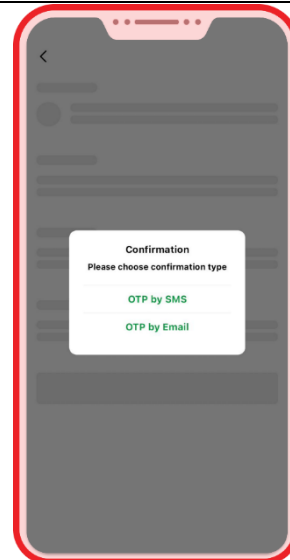 Confirmation
Please choose confirmation type
OTP by SMS
OTP by Email